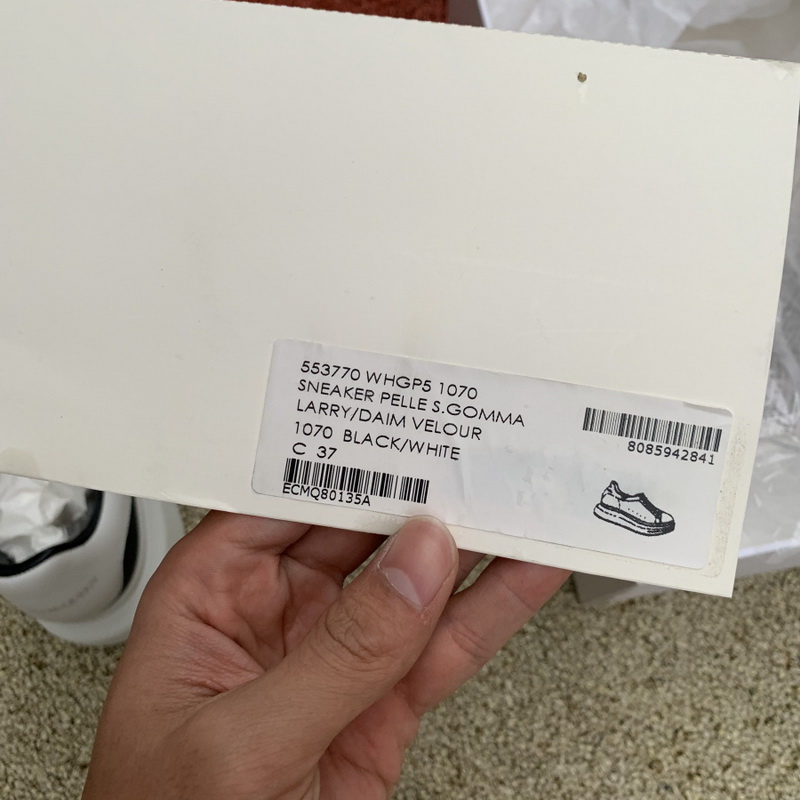 553770 WHGP5 1070
SNEAKER PELLE S.GOMMA
LARRY/DAIM VELOUR
1070 BLACK/WHITE
C 37
ECMQ80135A
8085942841